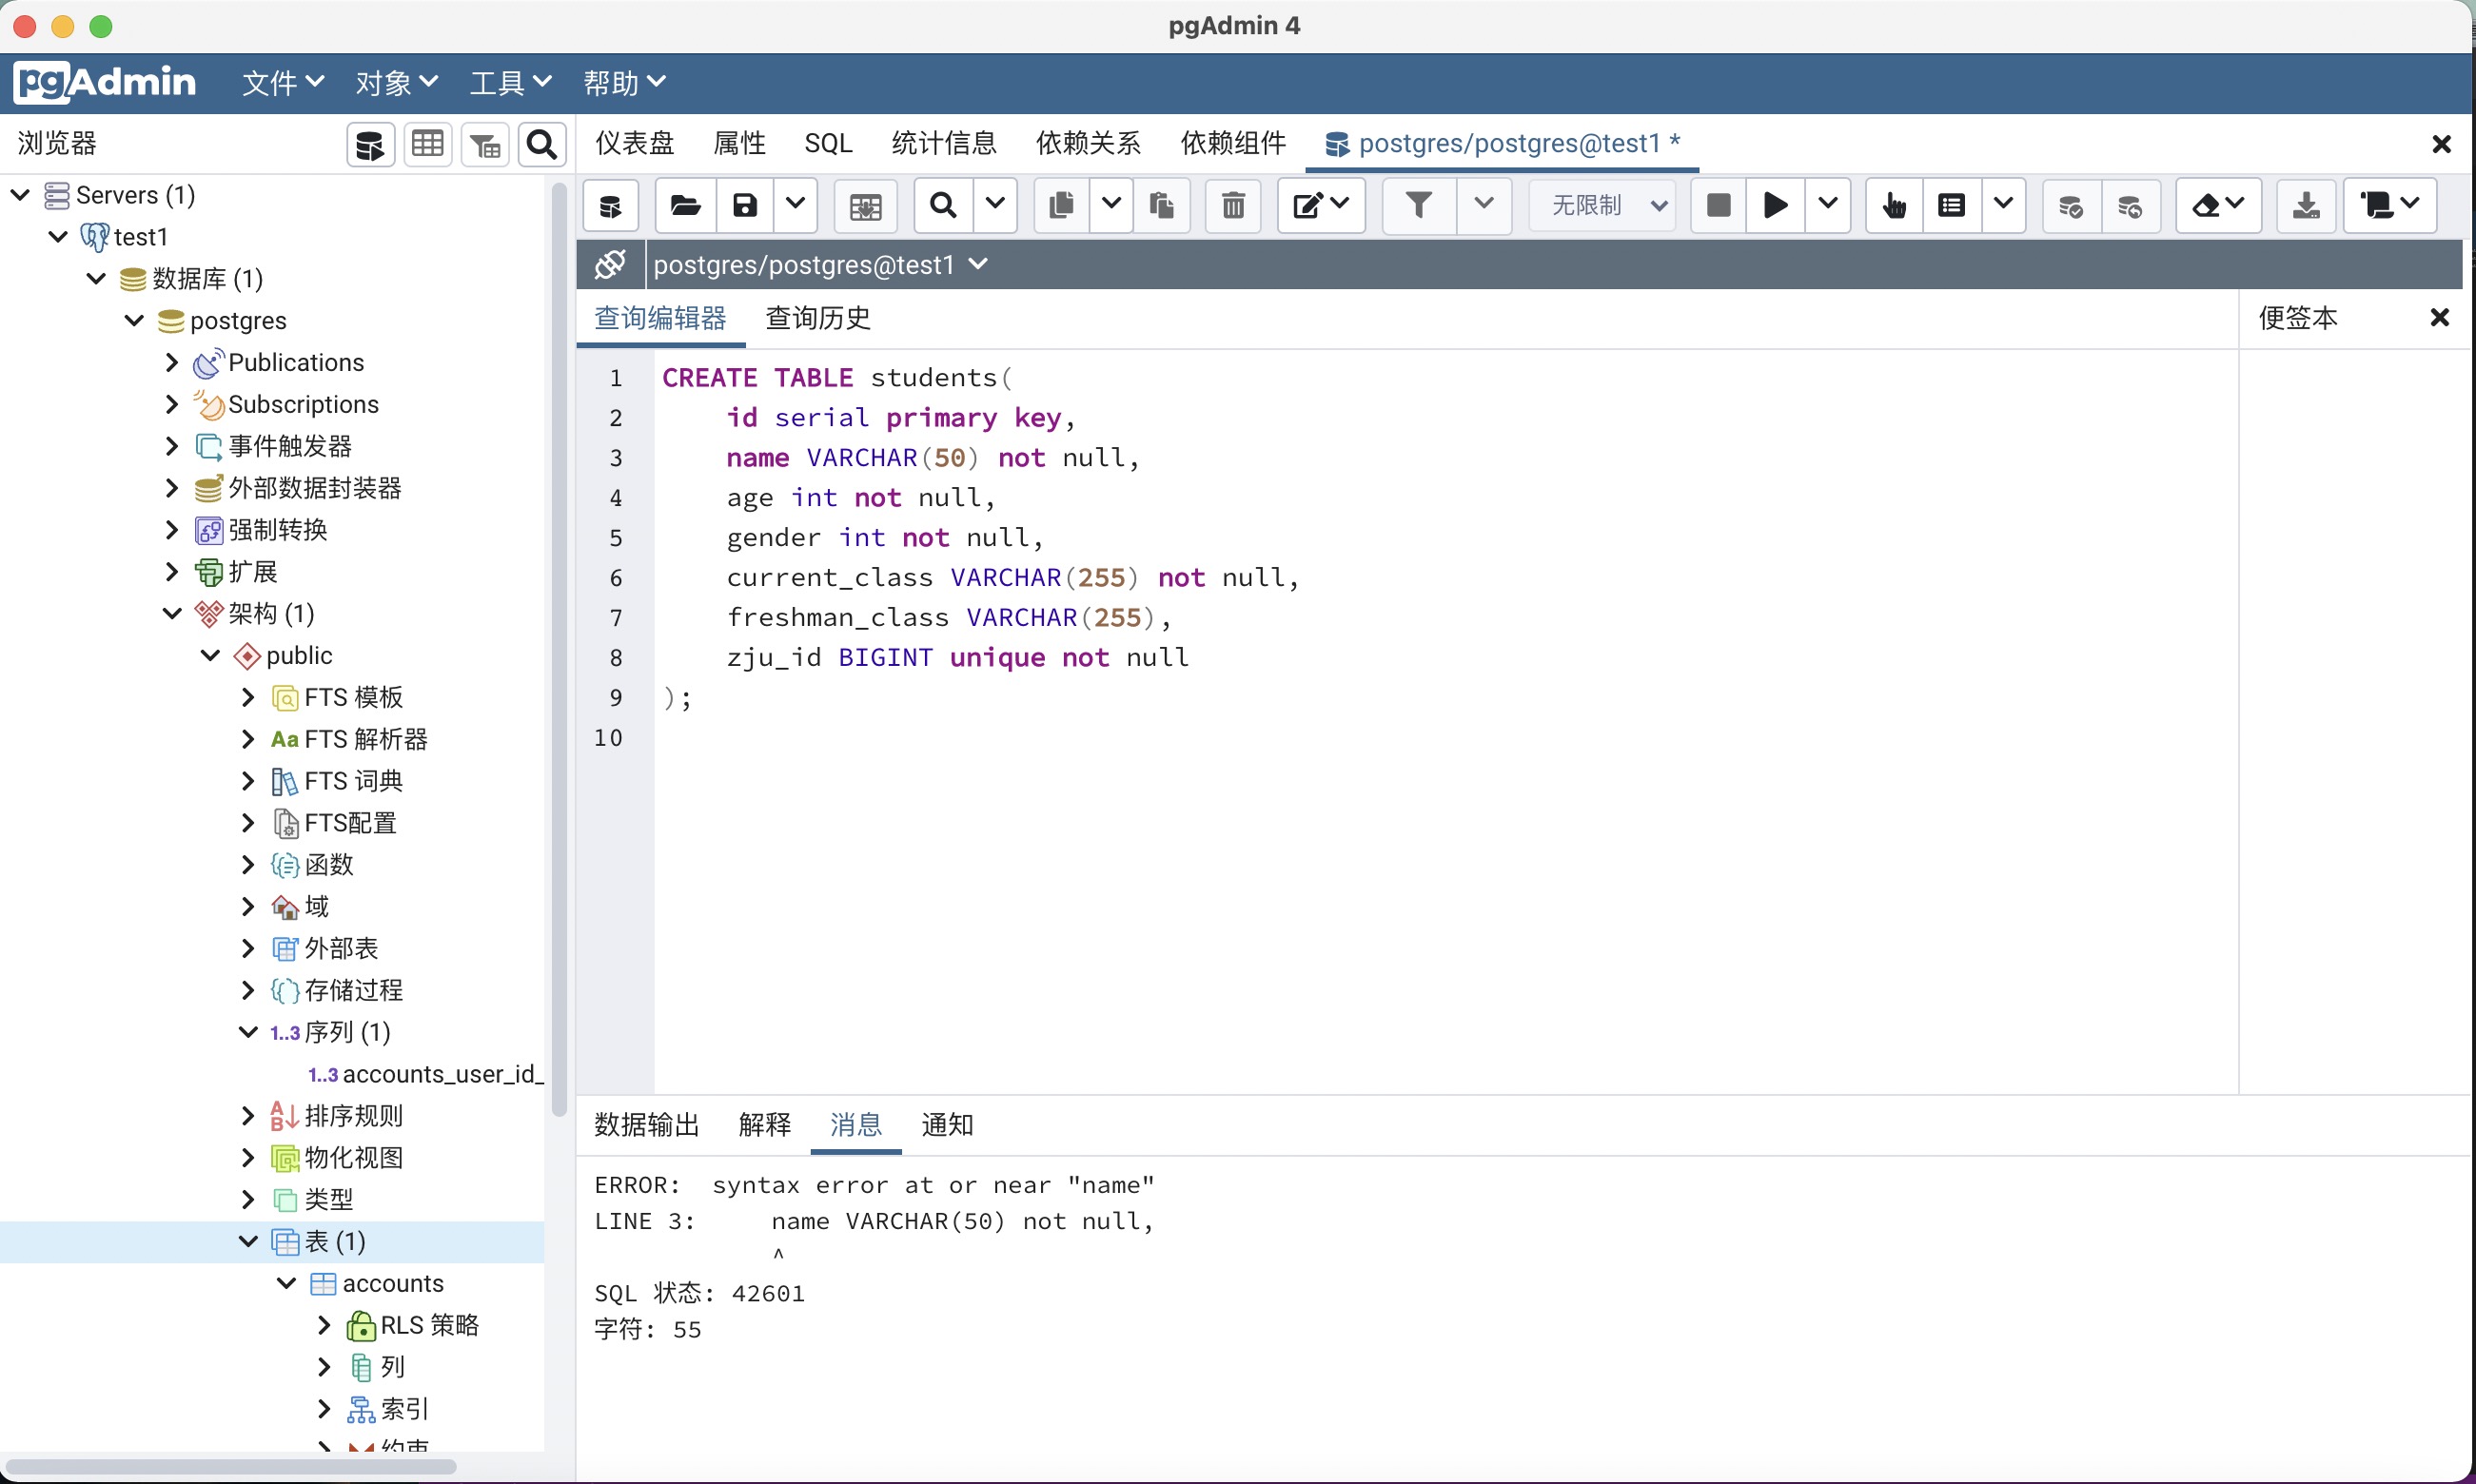 pgAdmin 4
pgAdmin 文件 对象 工具 帮助
浏览器
仪表盘 属性 SQL 统计信息 依赖关系 依赖组件 postgres/postgres@test1 *
Servers (1)
test1
数据库 (1)
postgres
Publications
Subscriptions
事件触发器
外部数据封装器
强制转换
扩展
架构 (1)
public
FTS 模板
Aa FTS 解析器
FTS 词典
FTS配置
函数
域
外部表
存储过程
1..3 序列 (1)
1..3 accounts_user_id_
排序规则
物化视图
类型
表 (1)
accounts
RLS 策略
列
索引
约束
无限制
postgres/postgres@test1
查询编辑器 查询历史
便签本
1 CREATE TABLE students(
2 id serial primary key,
3 name VARCHAR(50) not null,
4 age int not null,
5 gender int not null,
6 current_class VARCHAR(255) not null,
7 freshman_class VARCHAR(255),
8 zju_id BIGINT unique not null
9 );
10
数据输出 解释 消息 通知
ERROR:  syntax error at or near "name"
LINE 3:     name VARCHAR(50) not null,
^
SQL 状态: 42601
字符: 55